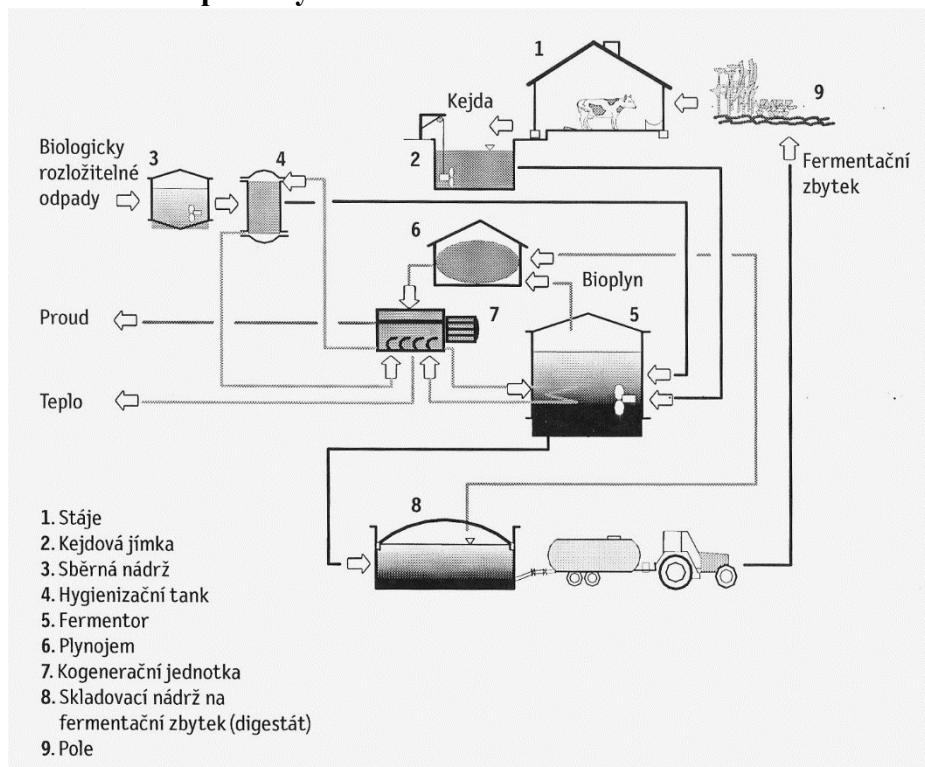 1
9
Kejda
2
Biologicky
rozložitelné
odpady
3
4
Fermentační
zbytek
6
Bioplyn
5
Proud
7
Teplo
8
1. Stáje
2. Kejdová jímka
3. Sběrná nádrž
4. Hygienizační tank
5. Fermentor
6. Plynojem
7. Kogenerační jednotka
8. Skladovací nádrž na
fermentační zbytek (digestát)
9. Pole